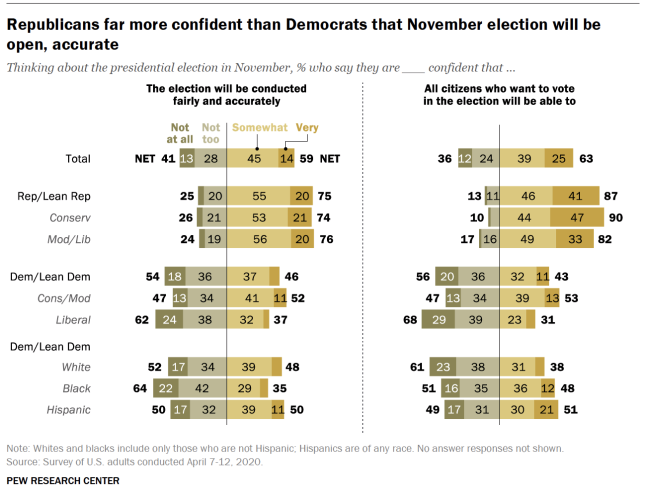 Republicans far more confident than Democrats that November election will be
open, accurate
Thinking about the presidential election in November, % who say they are ___ confident that ...
The election will be conducted
fairly and accurately
All citizens who want to vote
in the election will be able to
Not
at all
Not
too
Somewhat
Very
Total NET 41 13 28 45 14 59 NET 36 12 24 39 25 63
Rep/Lean Rep 25 20 55 20 75 13 11 46 41 87
Conserv 26 21 53 21 74 10 44 47 90
Mod/Lib 24 19 56 20 76 17 16 49 33 82
Dem/Lean Dem 54 18 36 37 46 56 20 36 32 11 43
Cons/Mod 47 13 34 41 11 52 47 13 34 39 13 53
Liberal 62 24 38 32 37 68 29 39 23 31
Dem/Lean Dem
White 52 17 34 39 48 61 23 38 31 38
Black 64 22 42 29 35 51 16 35 36 12 48
Hispanic 50 17 32 39 11 50 49 17 31 30 21 51
Note: Whites and blacks include only those who are not Hispanic; Hispanics are of any race. No answer responses not shown.
Source: Survey of U.S. adults conducted April 7-12, 2020.
PEW RESEARCH CENTER